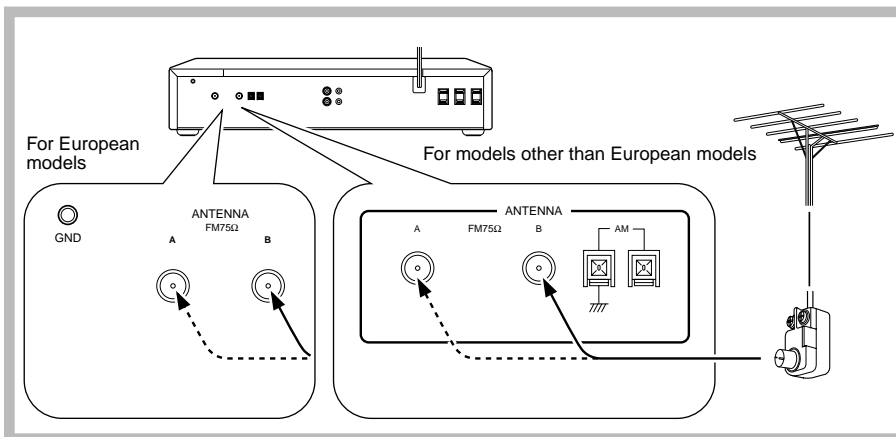 For European
models
For models other than European models
GND
ANTENNA
FM75Ω
A
B
ANTENNA
A
FM75Ω
B
AM